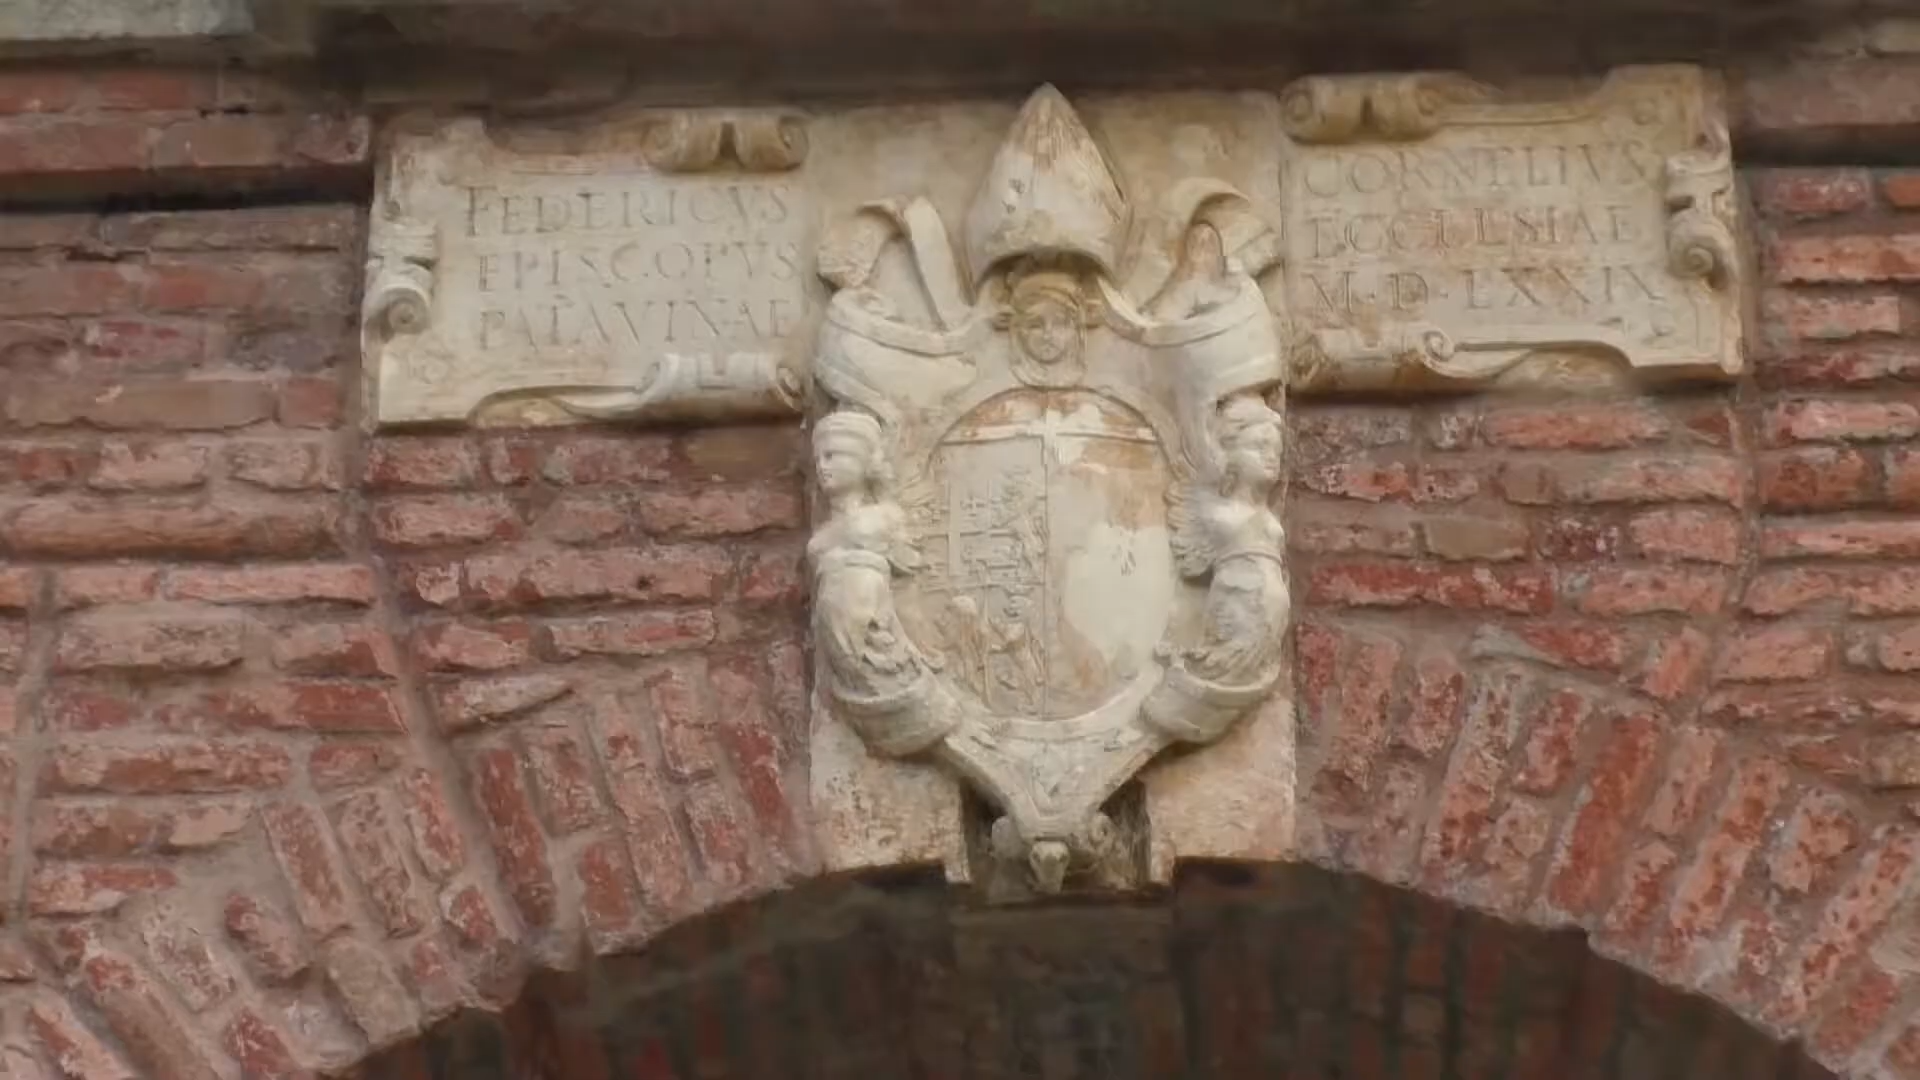 FEDERICVS
EPISCOPVS
PATAVINAE
CORNELIVS
ECCLESIAE
M·D·LXXIX